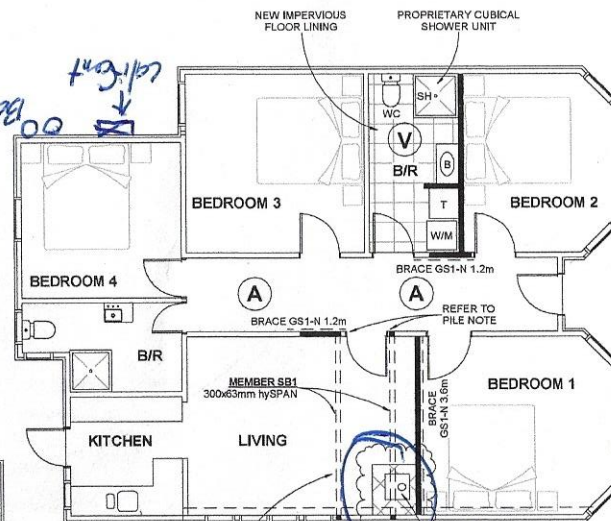 NEW IMPERVIOUS
FLOOR LINING
PROPRIETARY CUBICAL
SHOWER UNIT
SH
WC
V
B/R
B
T
W/M
BEDROOM 3
BEDROOM 2
BEDROOM 4
BRACE GS1-N 1.2m
A
A
BRACE GS1-N 1.2m
REFER TO
PILE NOTE
B/R
MEMBER SB1
300x63mm hySPAN
BRACE
GS1-N 3.6m
BEDROOM 1
KITCHEN
LIVING